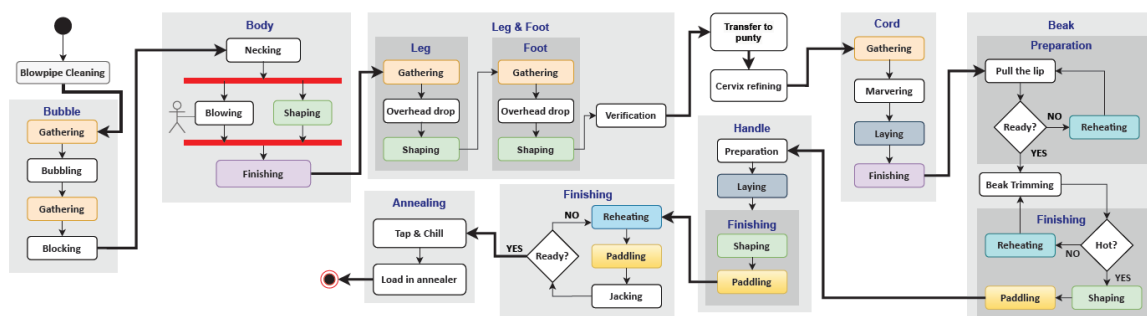 Blowpipe Cleaning
Bubble
Gathering
Bubbling
Gathering
Blocking
Body
Necking
Blowing
Shaping
Finishing
Leg & Foot
Leg
Gathering
Overhead drop
Shaping
Foot
Gathering
Overhead drop
Shaping
Verification
Transfer to
punty
Cervix refining
Cord
Gathering
Marvering
Laying
Finishing
Beak
Preparation
Pull the lip
Ready?
NO
Reheating
YES
Beak Trimming
Finishing
Hot?
NO
Reheating
YES
Shaping
Paddling
Handle
Preparation
Laying
Finishing
Shaping
Paddling
Finishing
Reheating
Paddling
Jacking
Ready?
NO
YES
Annealing
Tap & Chill
Load in annealer